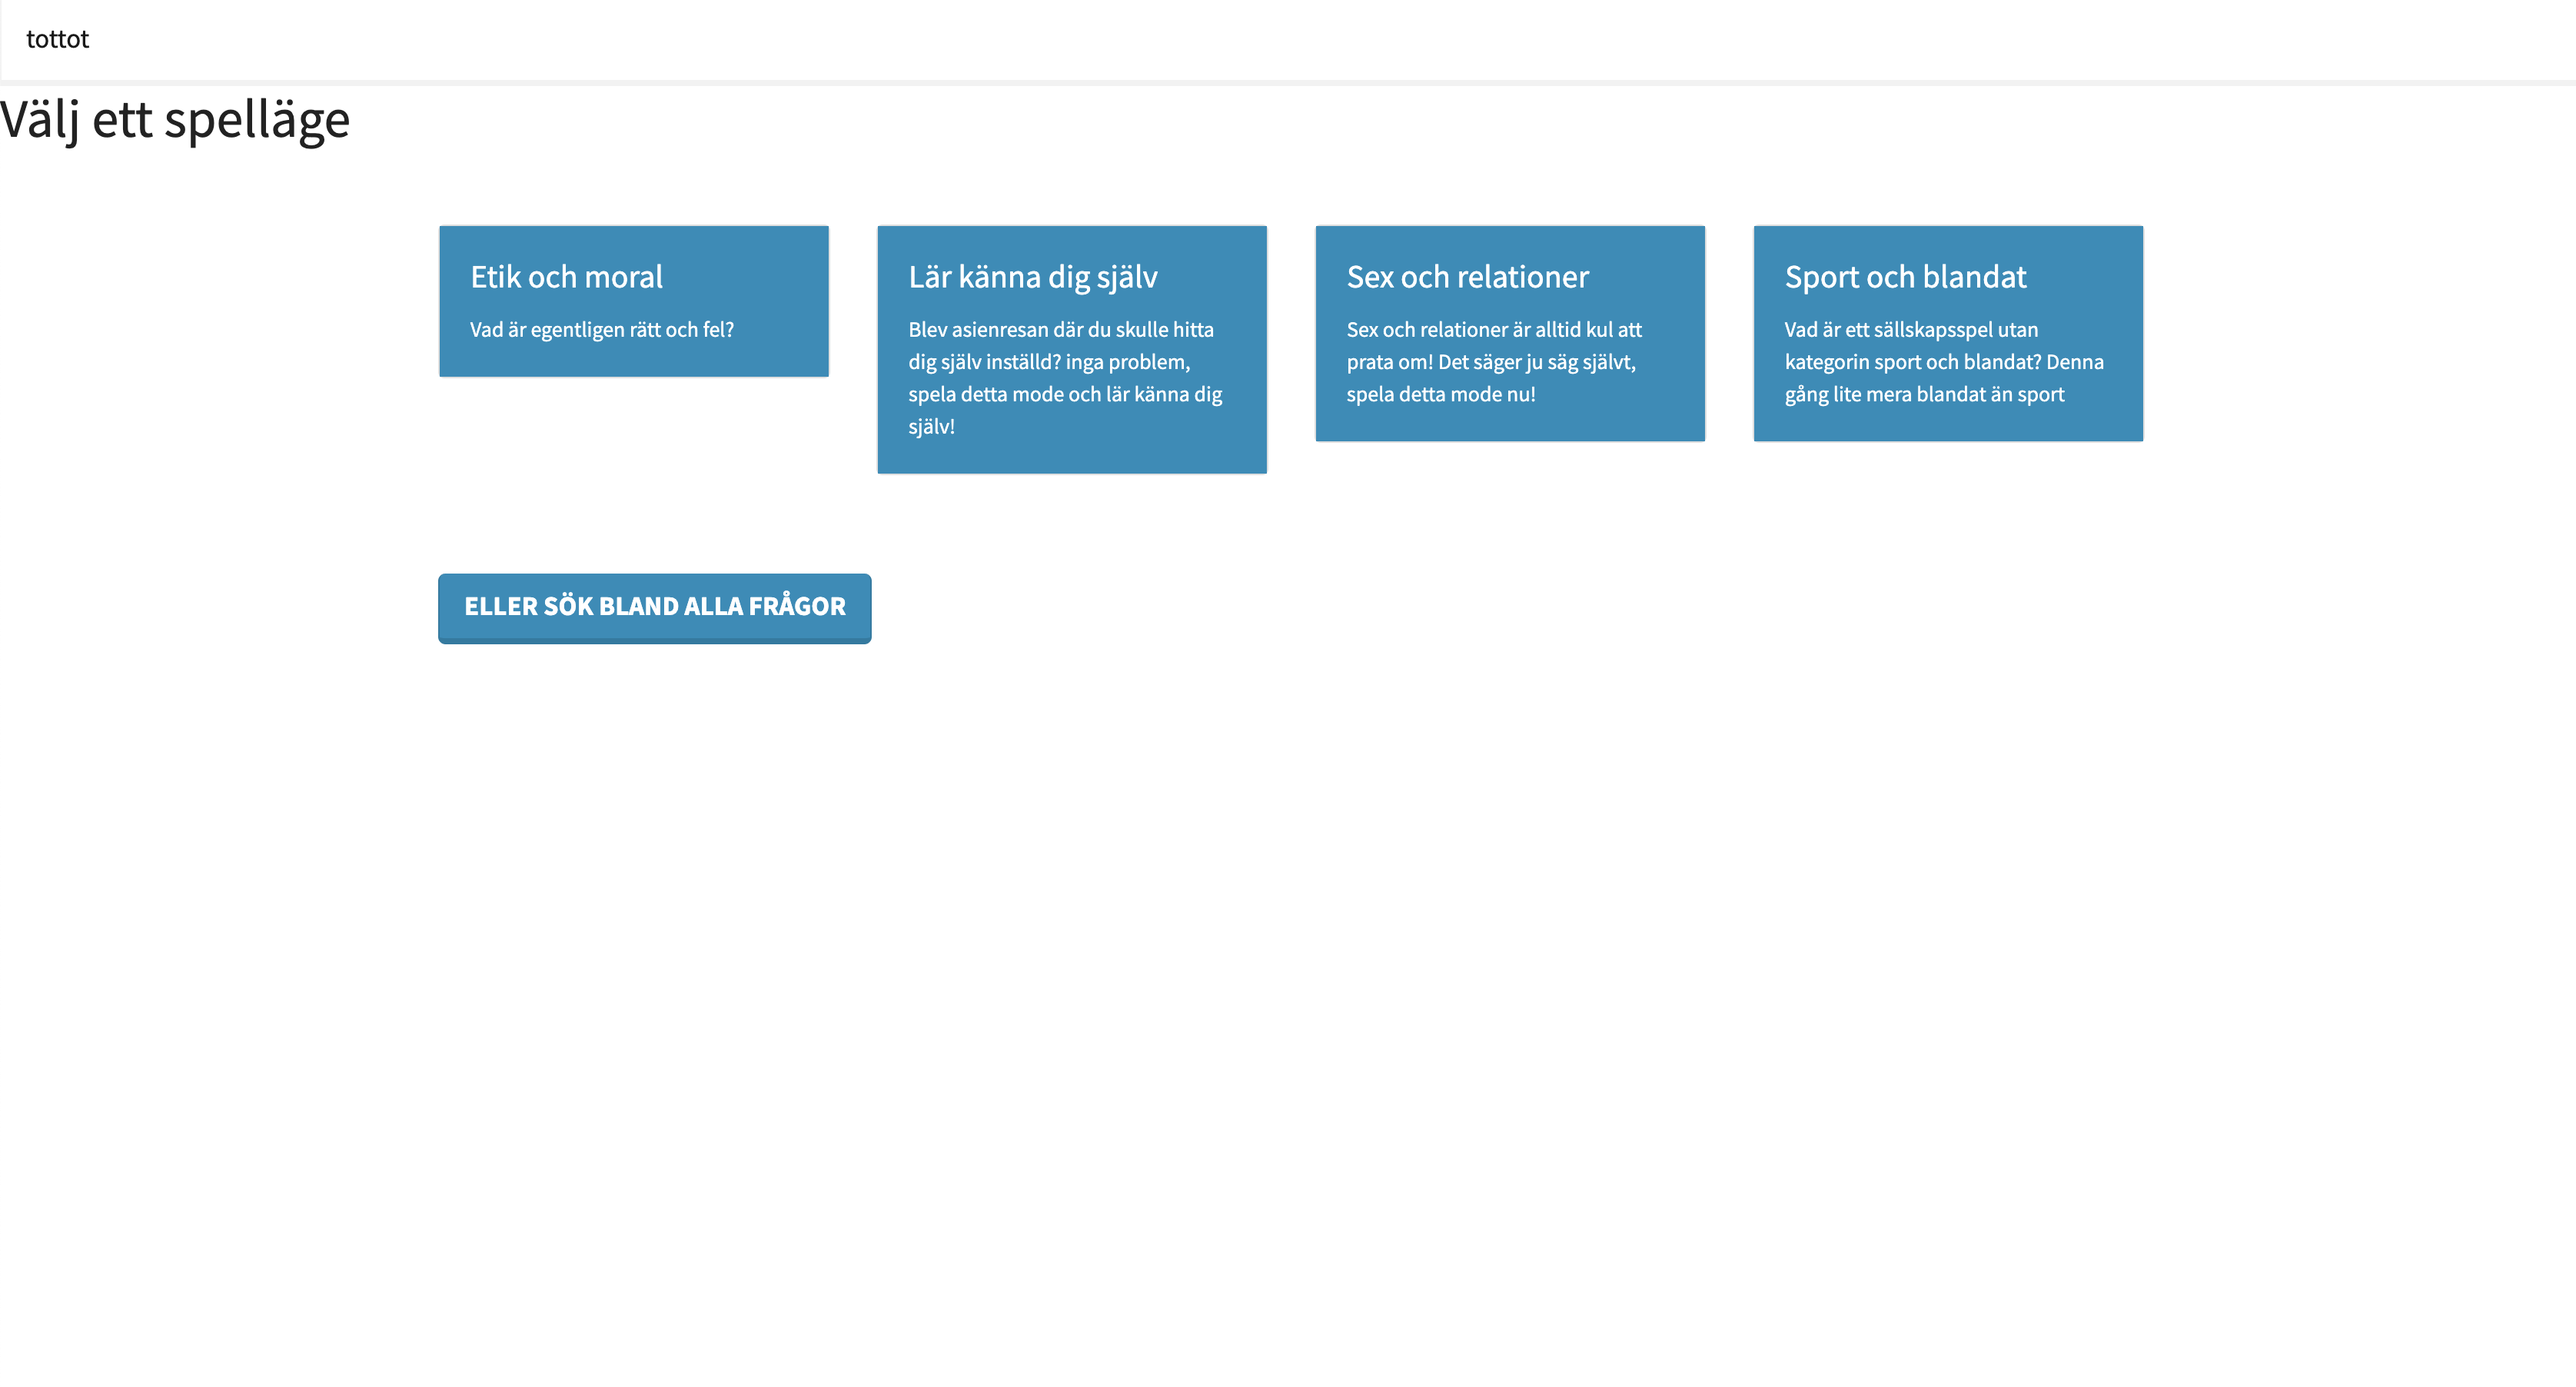 tottot
Välj ett spelläge
Etik och moral
Vad är egentligen rätt och fel?
Lär känna dig själv
Blev asienresan där du skulle hitta
dig själv inställd? inga problem,
spela detta mode och lär känna dig
själv!
Sex och relationer
Sex och relationer är alltid kul att
prata om! Det säger ju säg självt,
spela detta mode nu!
Sport och blandat
Vad är ett sällskapsspel utan
kategorin sport och blandat? Denna
gång lite mera blandat än sport
ELLER SÖK BLAND ALLA FRÅGOR